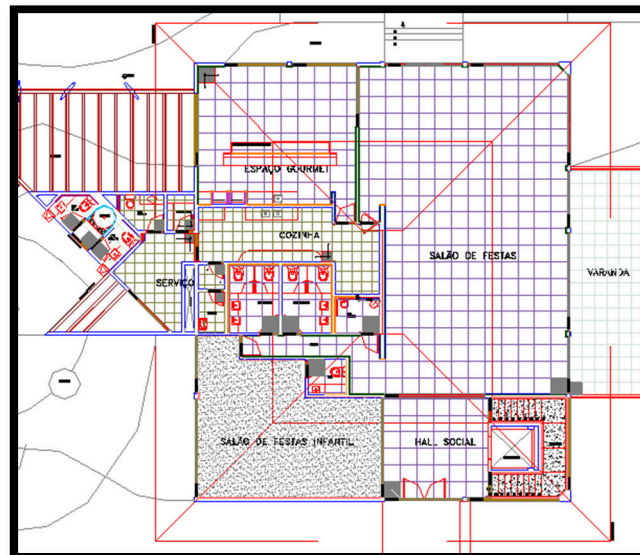 ESPAÇO GOURMET
COZINHA
SALÃO DE FESTAS
VARANDA
SERVIÇO
SALÃO DE FESTAS INFANTIL
HALL SOCIAL